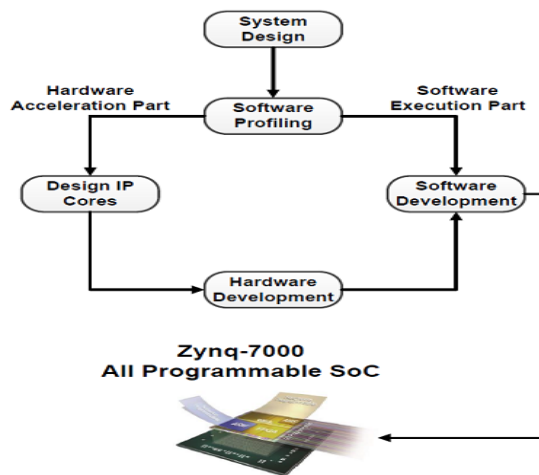 System
Design
Hardware
Acceleration Part
Software
Execution Part
Software
Profiling
Design IP
Cores
Software
Development
Hardware
Development
Zynq-7000
All Programmable SoC